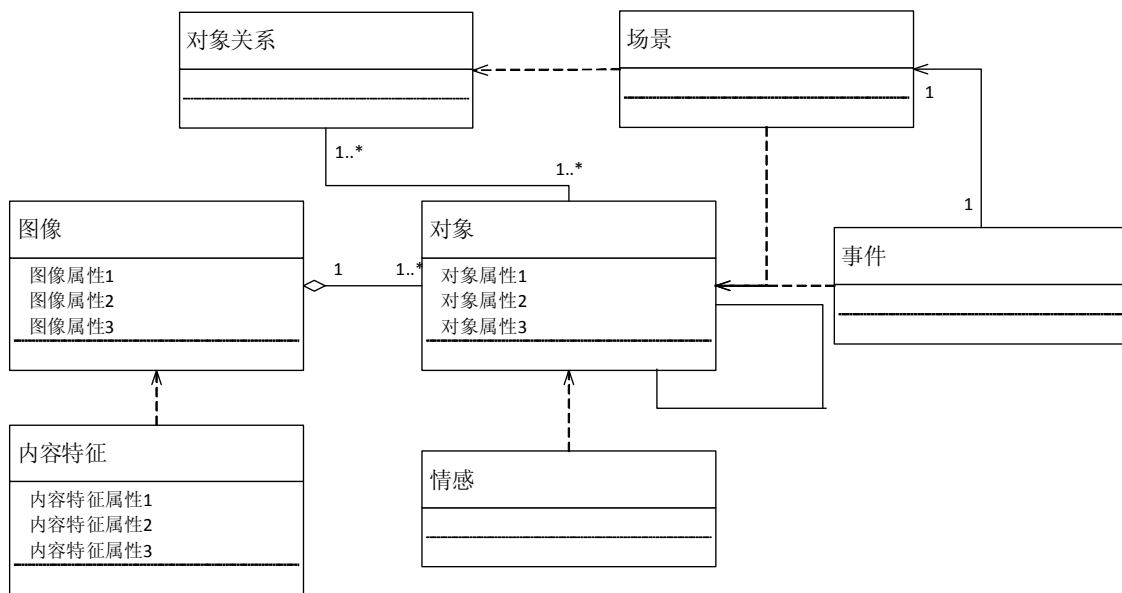 对象关系
场景
1
1..*
1..*
1
图像
图像属性1
图像属性2
图像属性3
1
1..*
对象
对象属性1
对象属性2
对象属性3
事件
内容特征
内容特征属性1
内容特征属性2
内容特征属性3
情感